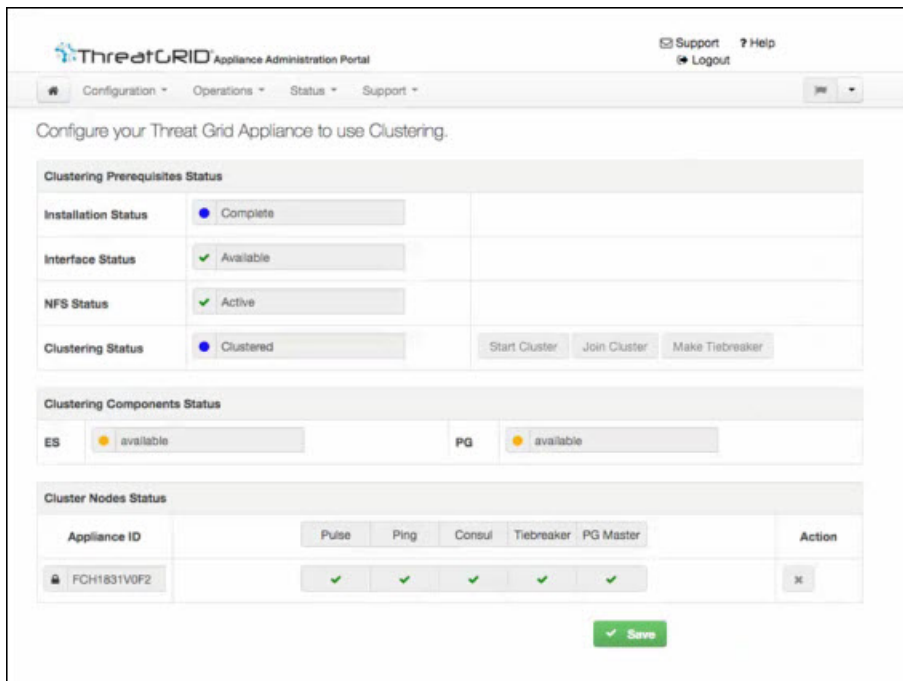 Support ? Help
ThreatGRID Appliance Administration Portal
Logout
Configuration Operations Status Support
Configure your Threat Grid Appliance to use Clustering.
Clustering Prerequisites Status
Installation Status Complete
Interface Status Available
NFS Status Active
Clustering Status Clustered Start Cluster Join Cluster Make Tiebreaker
Clustering Components Status
ES available PG available
Cluster Nodes Status
Appliance ID Pulse Ping Consul Tiebreaker PG Master Action
FCH1831V0F2
Save